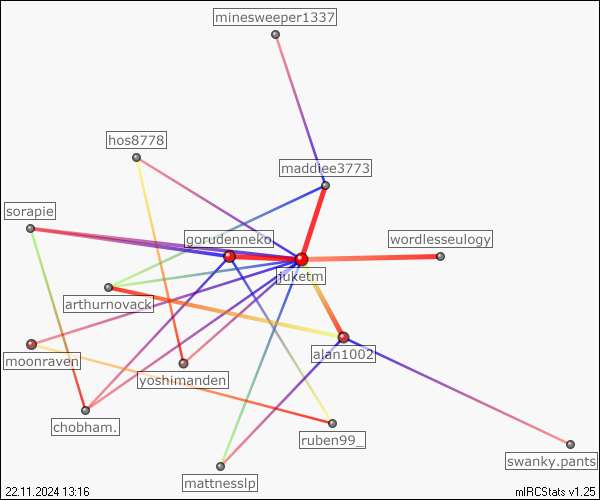 minesweeper1337
hos8778
maddiee3773
sorapie
gorudenneko
wordlesseulogy
juketm
arthurnovack
alan1002
moonraven
yoshimanden
chobham.
ruben99_
swanky.pants
mattnesslp
22.11.2024 13:16
mIRCStats v1.25